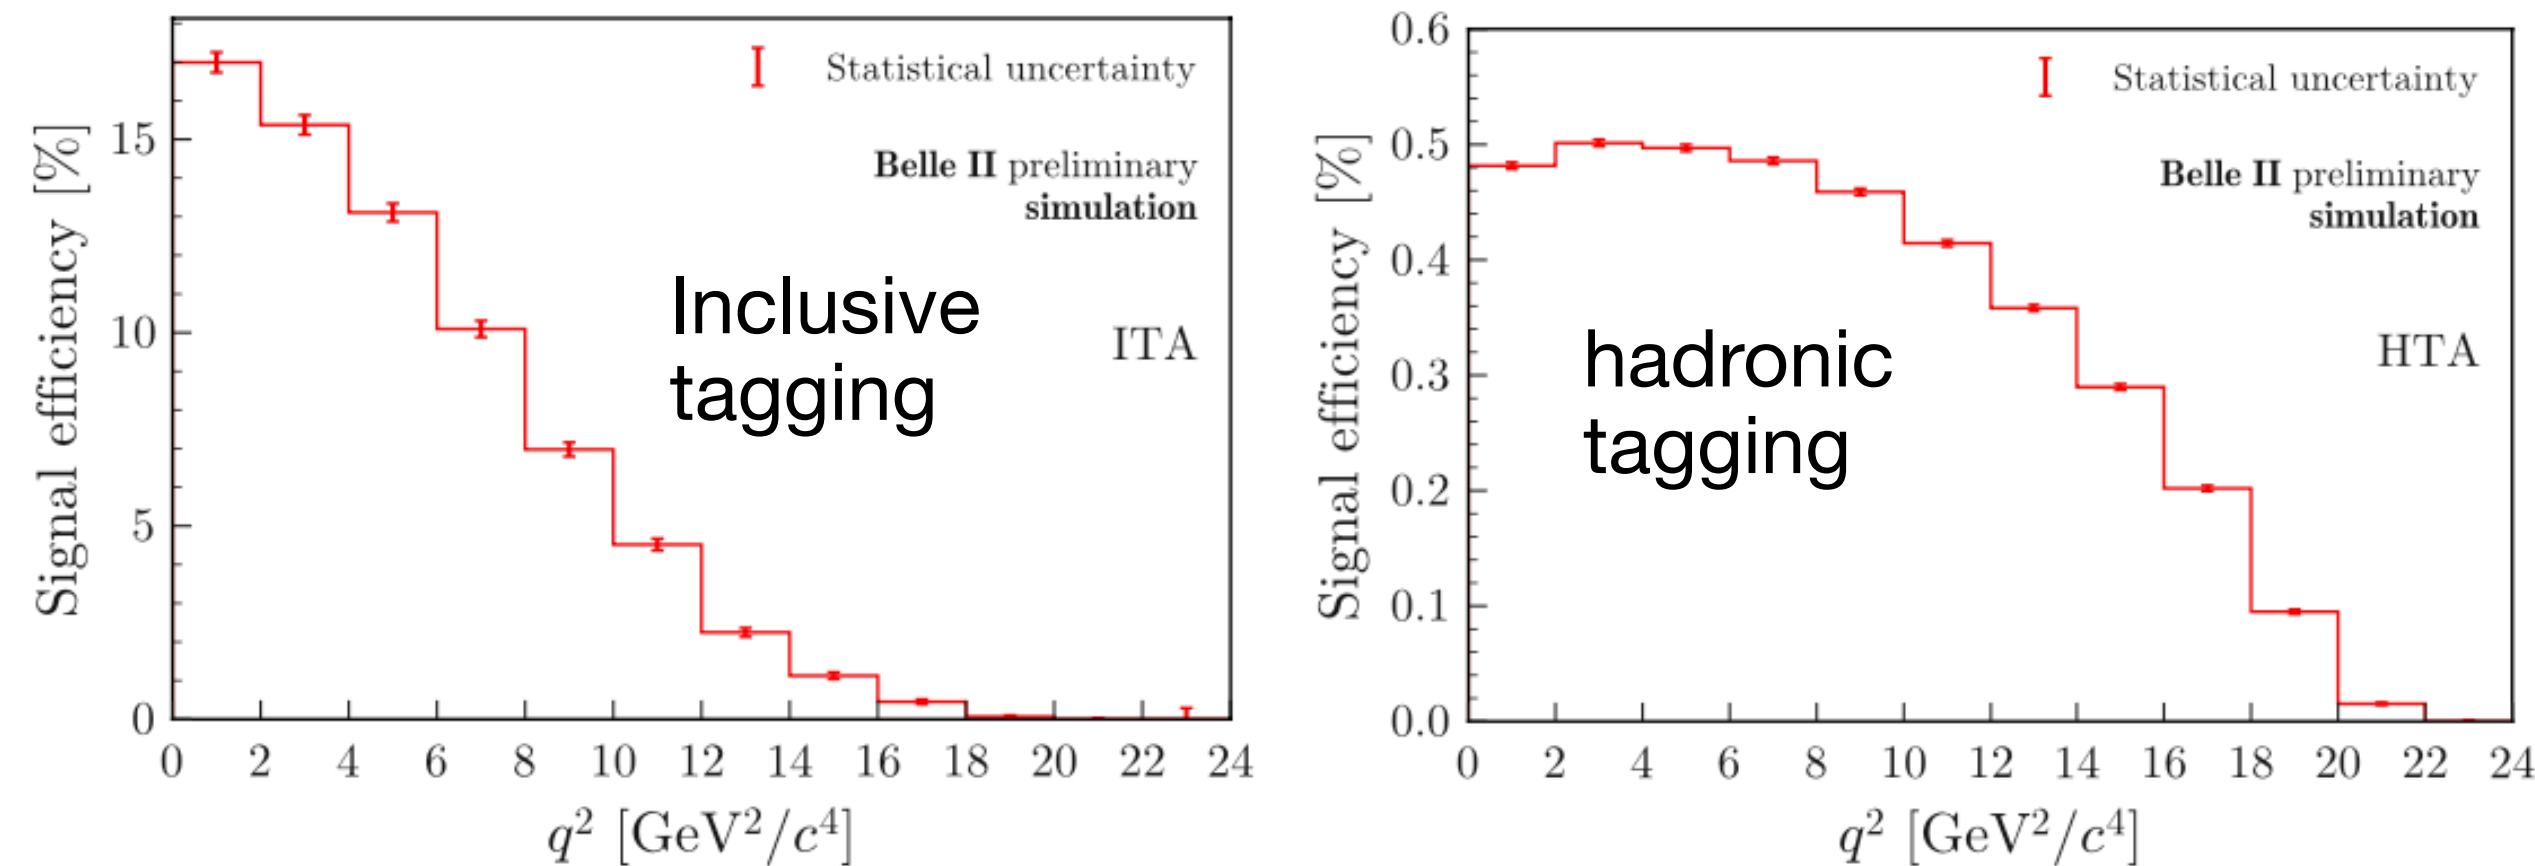 Signal efficiency [%]
15
10
5
0
0 2 4 6 8 10 12 14 16 18 20 22 24
q² [GeV²/c⁴]
Statistical uncertainty
Belle II preliminary
simulation
Inclusive
tagging
ITA
Signal efficiency [%]
0.6
0.5
0.4
0.3
0.2
0.1
0.0
0 2 4 6 8 10 12 14 16 18 20 22 24
q² [GeV²/c⁴]
Statistical uncertainty
Belle II preliminary
simulation
hadronic
tagging
HTA